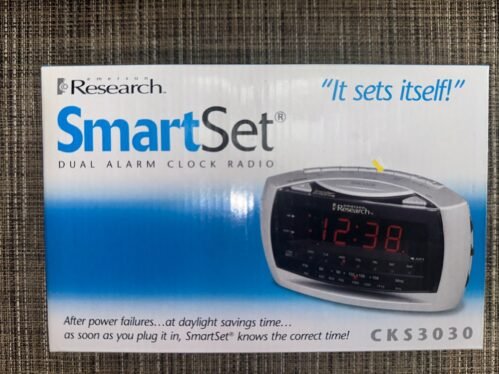 emerson
Research.
"It sets itself!"
SmartSet®
DUAL ALARM CLOCK RADIO
Research
12:38
After power failures...at daylight savings time...
as soon as you plug it in, SmartSet® knows the correct time!
CKS3030